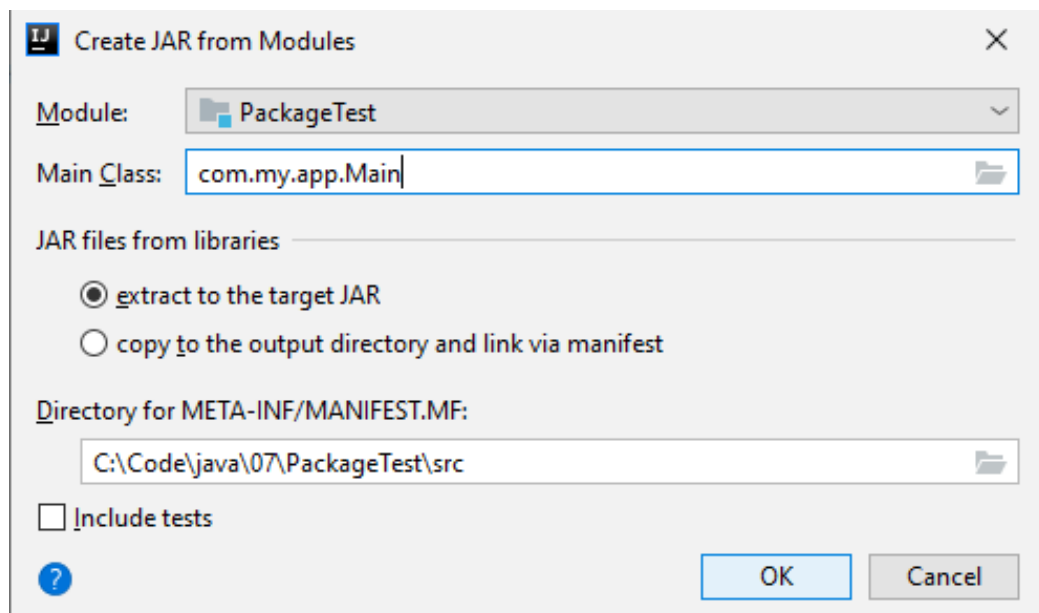 IJ
Create JAR from Modules
Module: PackageTest
Main Class: com.my.app.Main
JAR files from libraries
extract to the target JAR
copy to the output directory and link via manifest
Directory for META-INF/MANIFEST.MF:
C:\Code\java\07\PackageTest\src
Include tests
? OK Cancel